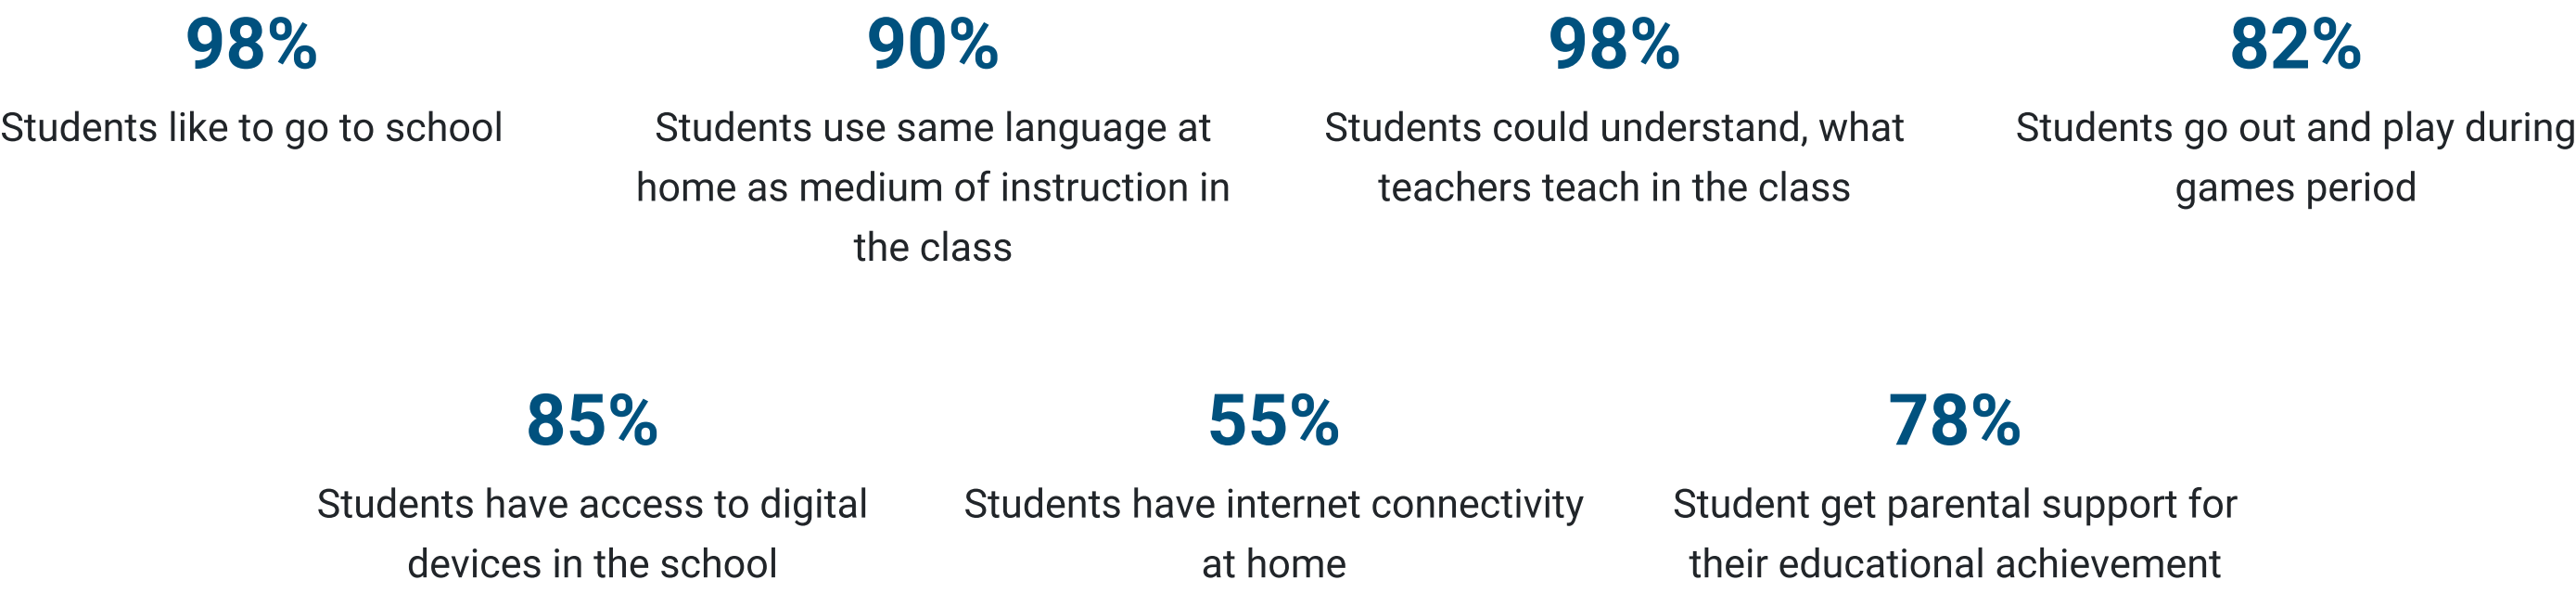 98%
Students like to go to school
90%
Students use same language at
home as medium of instruction in
the class
98%
Students could understand, what
teachers teach in the class
82%
Students go out and play during
games period
85%
Students have access to digital
devices in the school
55%
Students have internet connectivity
at home
78%
Student get parental support for
their educational achievement